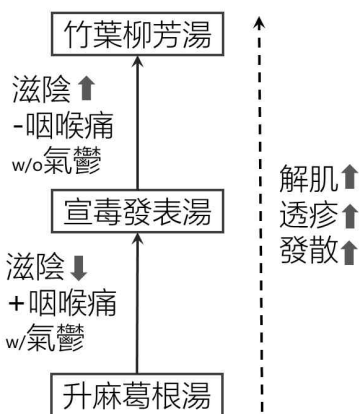 竹葉柳芳湯
滋陰⬆
-咽喉痛
w/o氣鬱
宣毒發表湯
解肌⬆
透疹⬆
發散⬆
滋陰⬇
+咽喉痛
w/氣鬱
升麻葛根湯